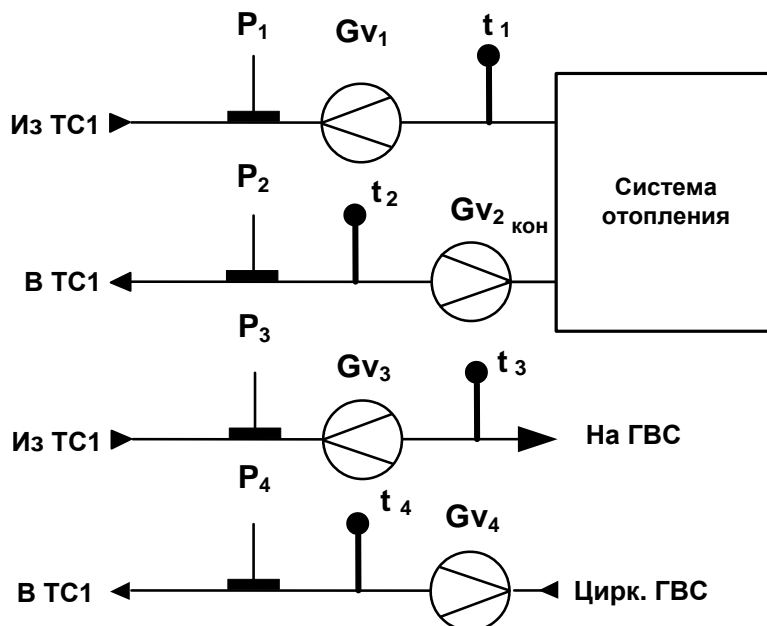 P1 Gv1 t1
Из ТС1
Система
отопления
P2 t2 Gv2 кон
В ТС1
P3 Gv3 t3
Из ТС1 На ГВС
P4 t4 Gv4
В ТС1 Цирк. ГВС